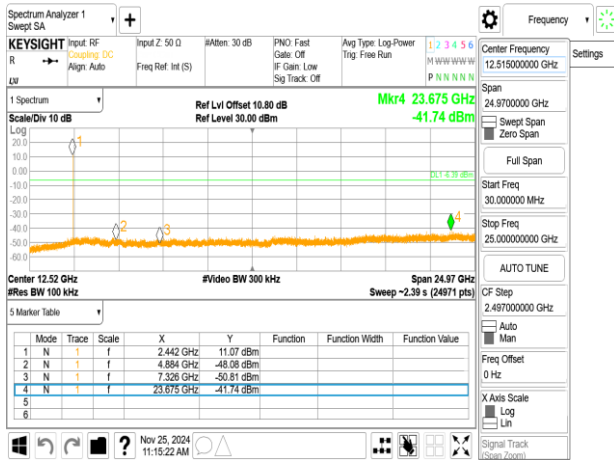 Spectrum Analyzer 1
Swept SA
Frequency
KEYSIGHT Input: RF Input Z: 50 Ω #Atten: 30 dB PNO: Fast Avg Type: Log-Power 1 2 3 4 5 6
R Coupling: DC Gate: Off Trig: Free Run M W W W W W
Align: Auto Freq Ref: Int (S) IF Gain: Low
Sig Track: Off P N N N N N
LXI
1 Spectrum
Scale/Div 10 dB
Ref Lvl Offset 10.80 dB
Ref Level 30.00 dBm
Mkr4 23.675 GHz
-41.74 dBm
Log
20.0
10.0
0.00
-10.0
-20.0
-30.0
-40.0
-50.0
-60.0
1
2
3
4
DL1 -6.39 dBm
Center 12.52 GHz #Video BW 300 kHz Span 24.97 GHz
#Res BW 100 kHz Sweep ~2.39 s (24971 pts)
5 Marker Table
Mode Trace Scale X Y Function Function Width Function Value
1 N 1 f 2.442 GHz 11.07 dBm
2 N 1 f 4.884 GHz -48.08 dBm
3 N 1 f 7.326 GHz -50.81 dBm
4 N 1 f 23.675 GHz -41.74 dBm
5
6
Nov 25, 2024
11:15:22 AM
Center Frequency
12.515000000 GHz
Settings
Span
24.9700000 GHz
Swept Span
Zero Span
Full Span
Start Freq
30.000000 MHz
Stop Freq
25.000000000 GHz
AUTO TUNE
CF Step
2.497000000 GHz
Auto
Man
Freq Offset
0 Hz
X Axis Scale
Log
Lin
Signal Track
(Span Zoom)